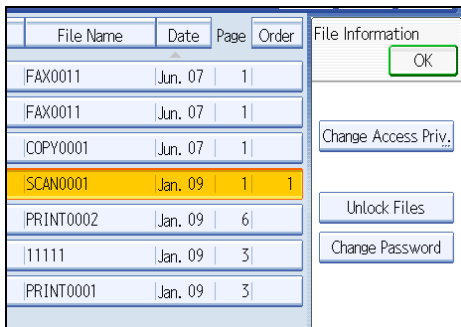 File Name Date Page Order
FAX0011 Jun. 07 1
FAX0011 Jun. 07 1
COPY0001 Jun. 07 1
SCAN0001 Jan. 09 1 1
PRINT0002 Jan. 09 6
11111 Jan. 09 3
PRINT0001 Jan. 09 3
File Information
OK
Change Access Priv.
Unlock Files
Change Password